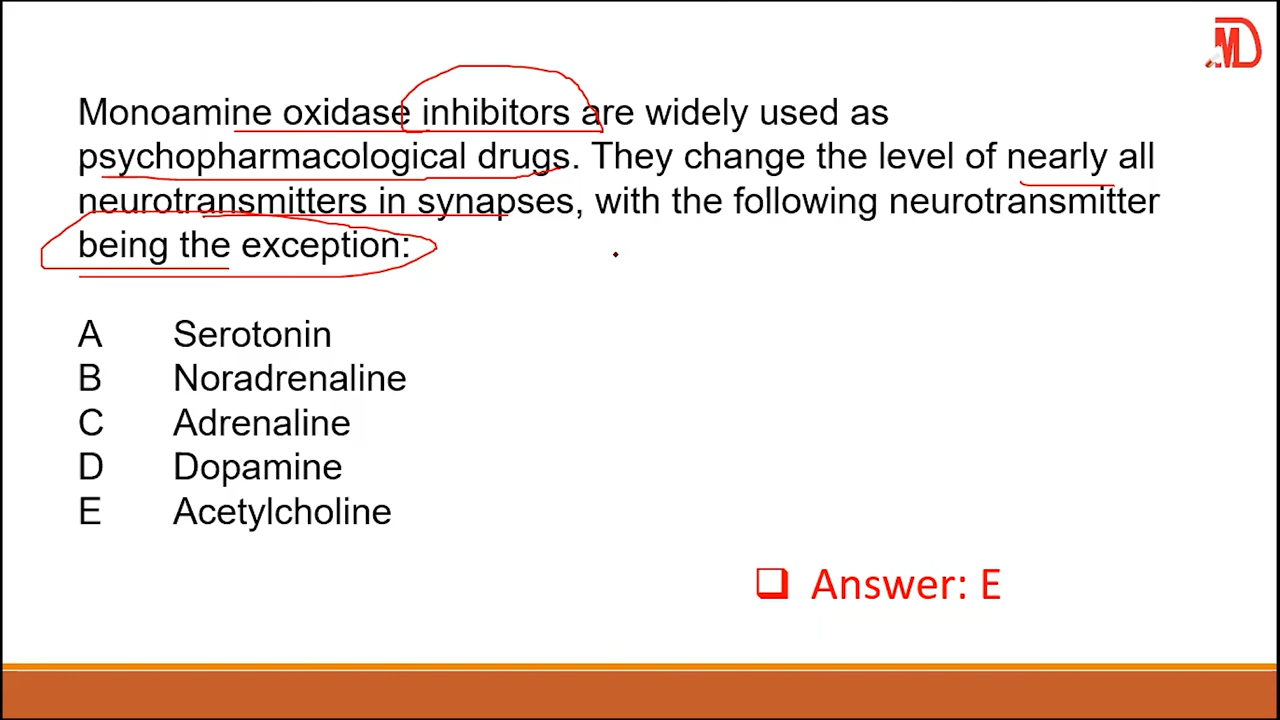 MD
Monoamine oxidase inhibitors are widely used as
psychopharmacological drugs. They change the level of nearly all
neurotransmitters in synapses, with the following neurotransmitter
being the exception:
A Serotonin
B Noradrenaline
C Adrenaline
D Dopamine
E Acetylcholine
Answer: E